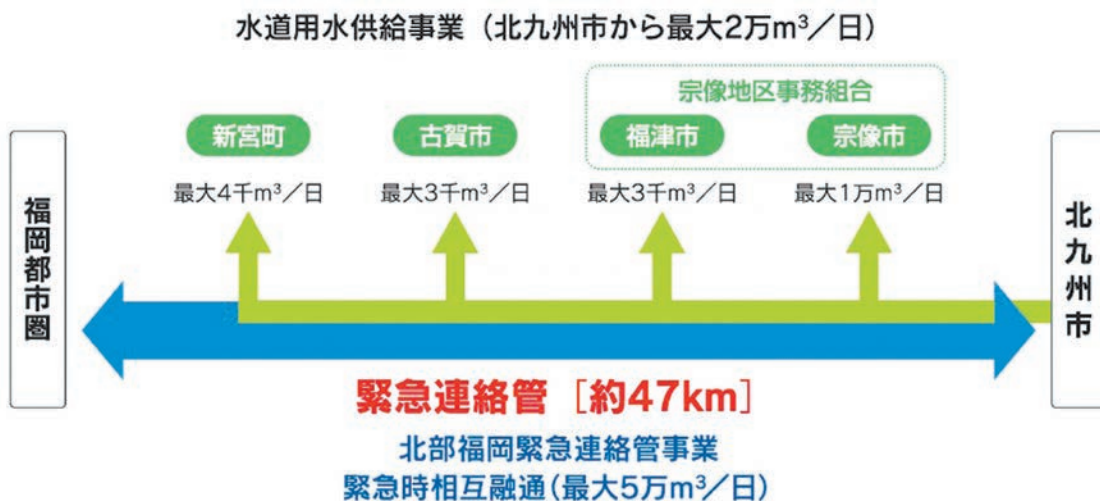 水道用水供給事業（北九州市から最大2万m³／日）
宗像地区事務組合
新宮町
古賀市
福津市
宗像市
最大4千m³／日
最大3千m³／日
最大3千m³／日
最大1万m³／日
福岡都市圏
北九州市
緊急連絡管［約47km］
北部福岡緊急連絡管事業
緊急時相互融通（最大5万m³／日）